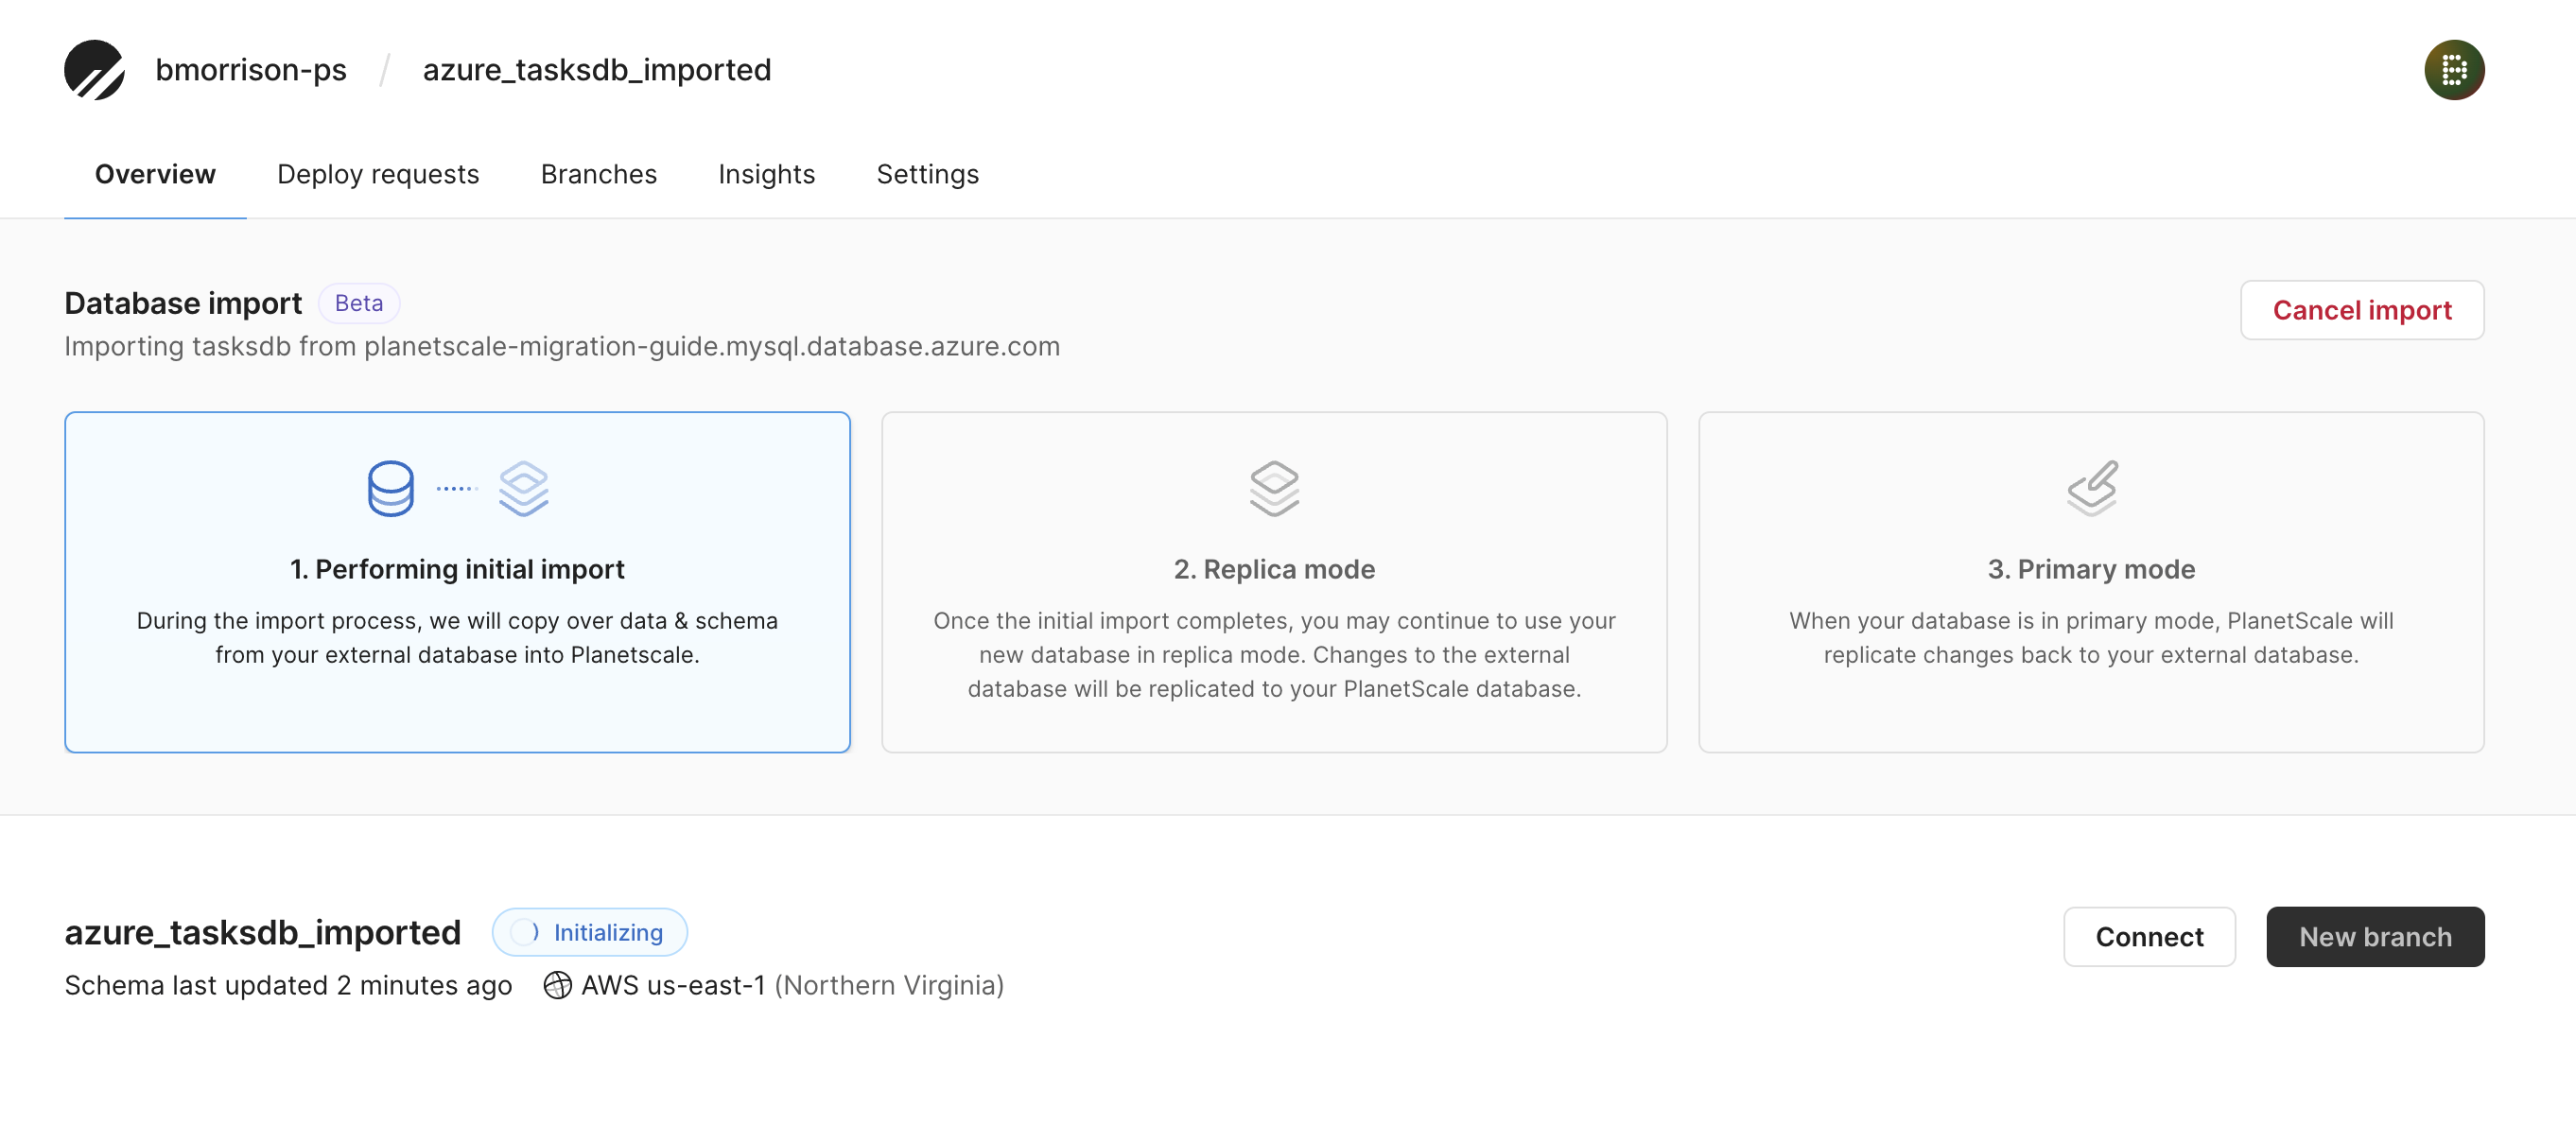 bmorrison-ps / azure_tasksdb_imported
B
Overview Deploy requests Branches Insights Settings
Database import Beta
Cancel import
Importing tasksdb from planetscale-migration-guide.mysql.database.azure.com
1. Performing initial import
During the import process, we will copy over data & schema
from your external database into Planetscale.
2. Replica mode
Once the initial import completes, you may continue to use your
new database in replica mode. Changes to the external
database will be replicated to your PlanetScale database.
3. Primary mode
When your database is in primary mode, PlanetScale will
replicate changes back to your external database.
azure_tasksdb_imported Initializing
Connect New branch
Schema last updated 2 minutes ago AWS us-east-1 (Northern Virginia)